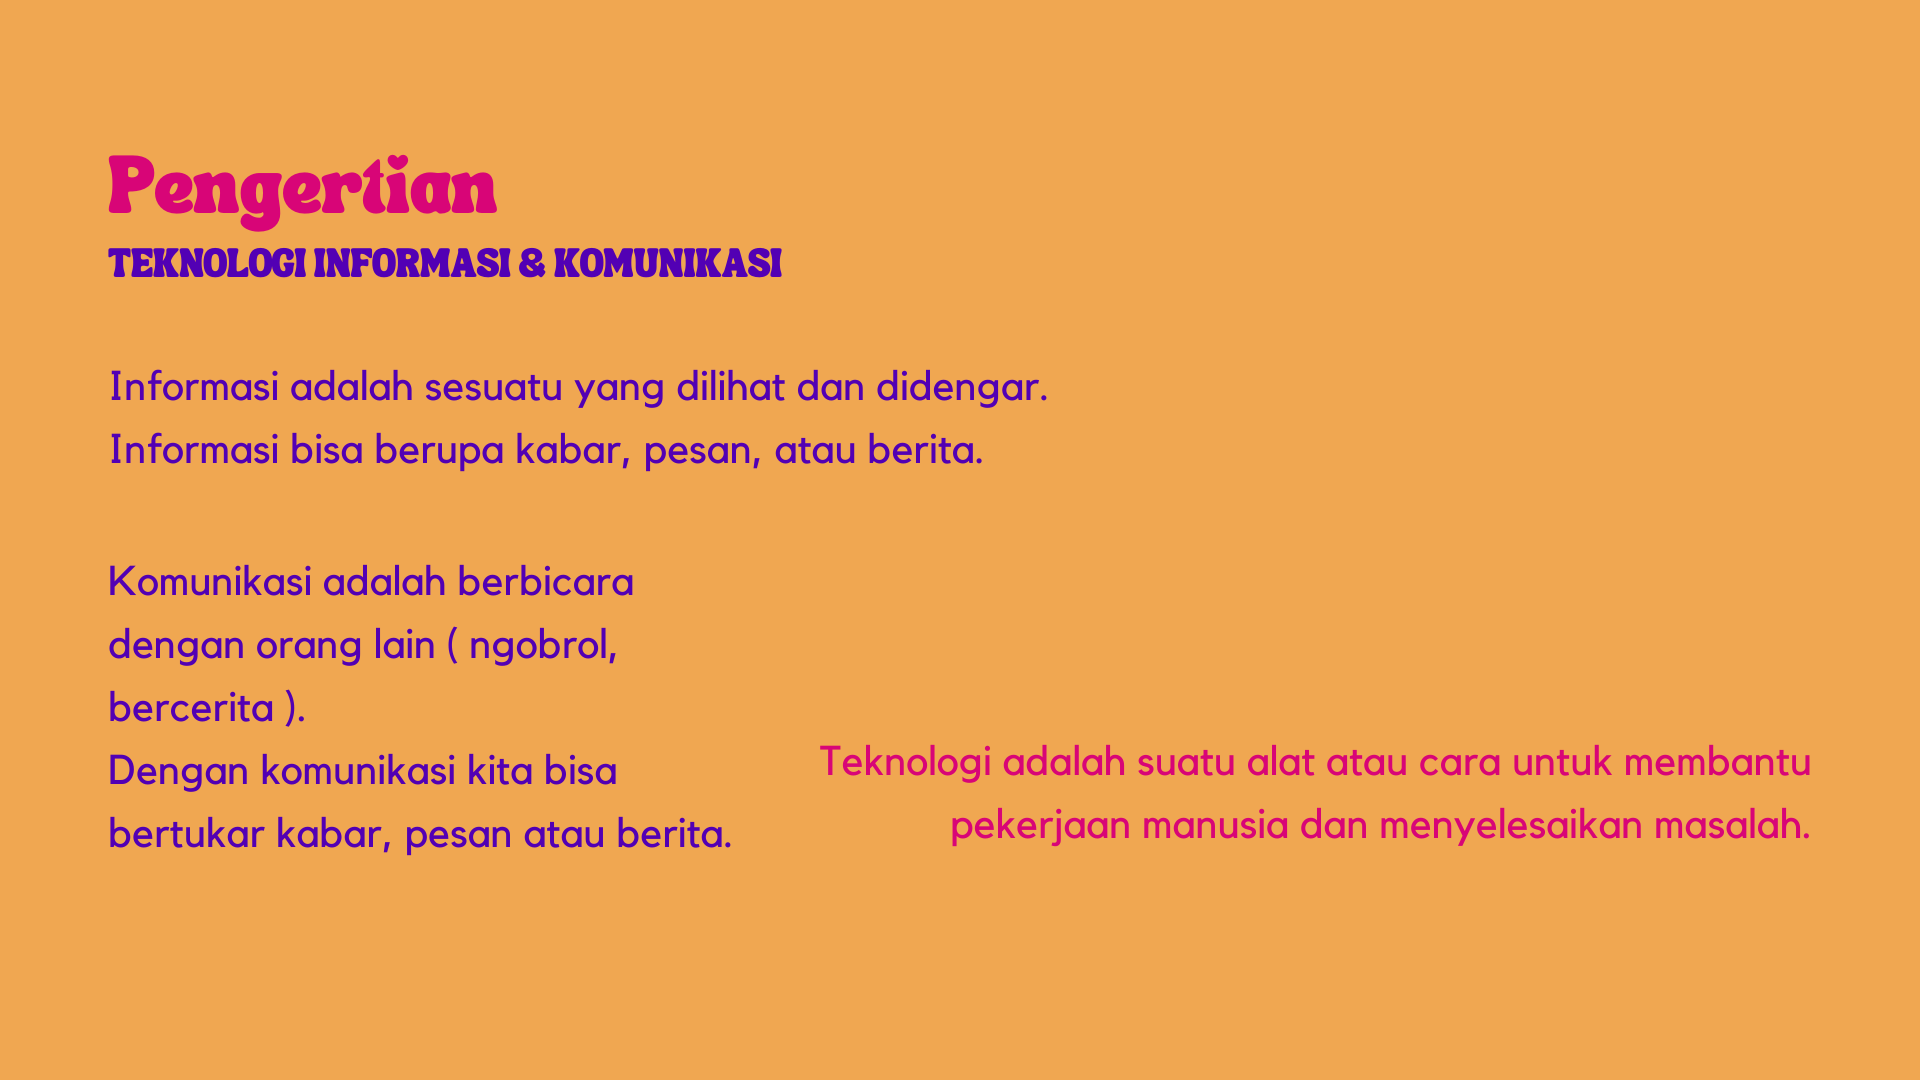 Pengertian
TEKNOLOGI INFORMASI & KOMUNIKASI
Informasi adalah sesuatu yang dilihat dan didengar.
Informasi bisa berupa kabar, pesan, atau berita.
Komunikasi adalah berbicara
dengan orang lain ( ngobrol,
bercerita ).
Dengan komunikasi kita bisa
bertukar kabar, pesan atau berita.
Teknologi adalah suatu alat atau cara untuk membantu
pekerjaan manusia dan menyelesaikan masalah.